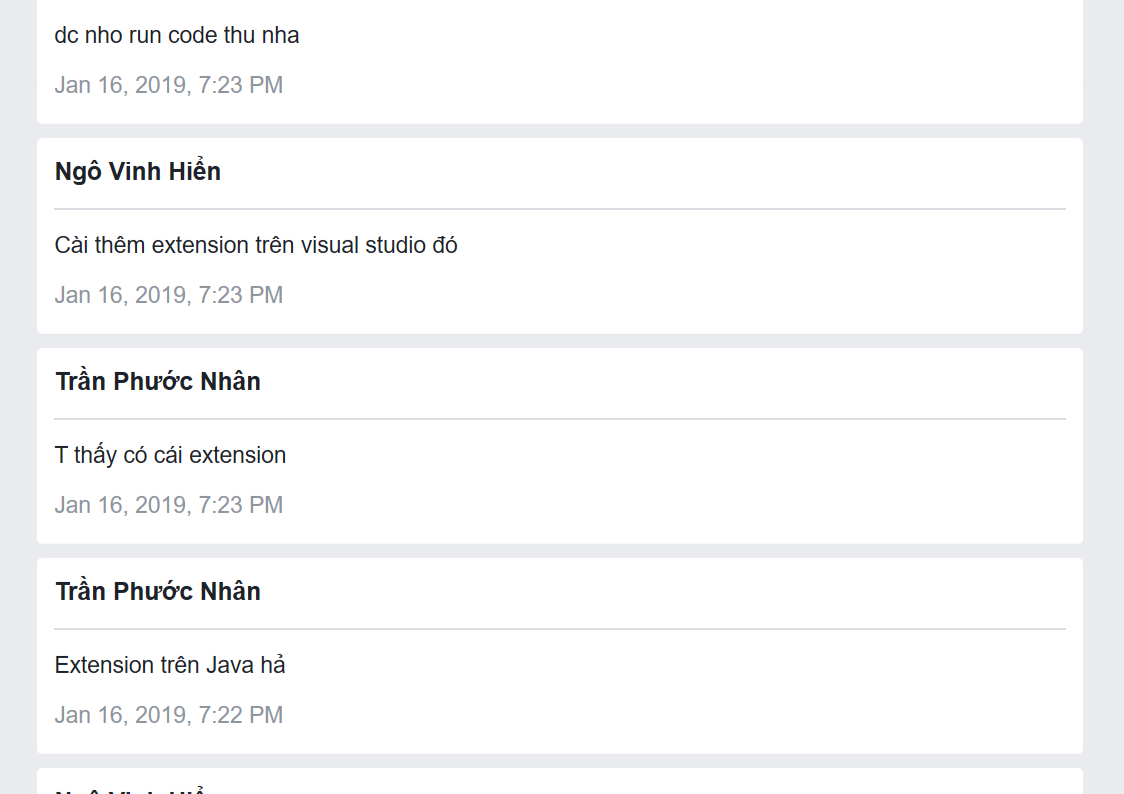 dc nho run code thu nha
Jan 16, 2019, 7:23 PM
Ngô Vinh Hiển
Cài thêm extension trên visual studio đó
Jan 16, 2019, 7:23 PM
Trần Phước Nhân
T thấy có cái extension
Jan 16, 2019, 7:23 PM
Trần Phước Nhân
Extension trên Java hả
Jan 16, 2019, 7:22 PM